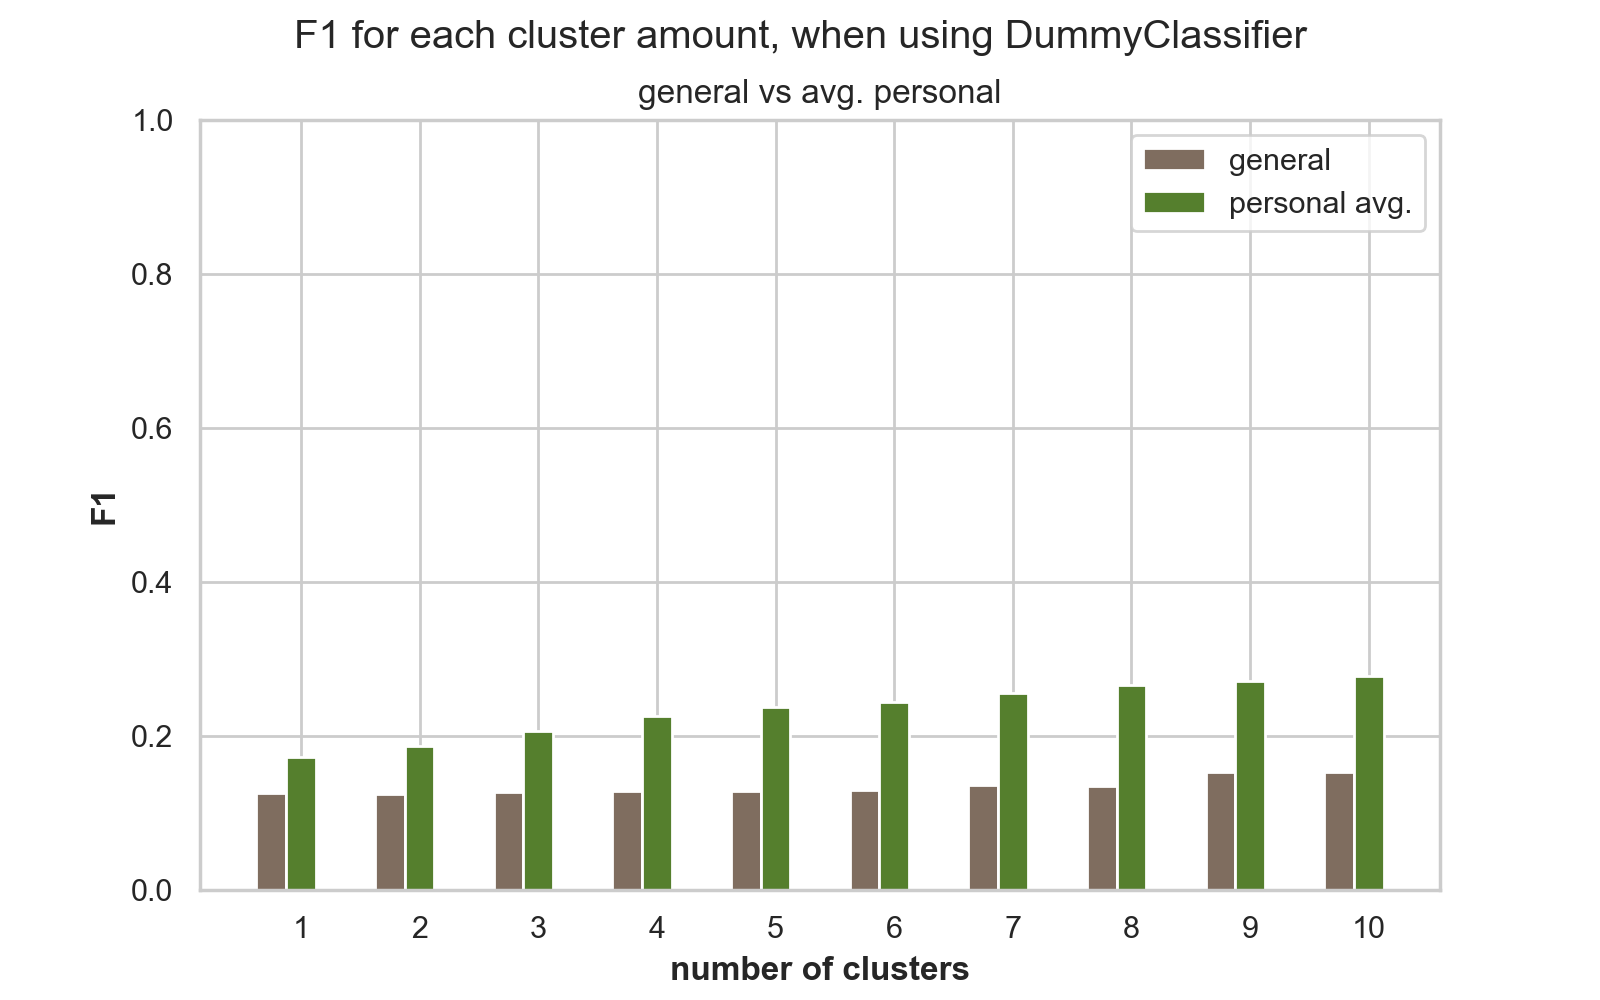 F1 for each cluster amount, when using DummyClassifier
general vs avg. personal
1.0
0.8
0.6
0.4
0.2
0.0
F1
general
personal avg.
1 2 3 4 5 6 7 8 9 10
number of clusters